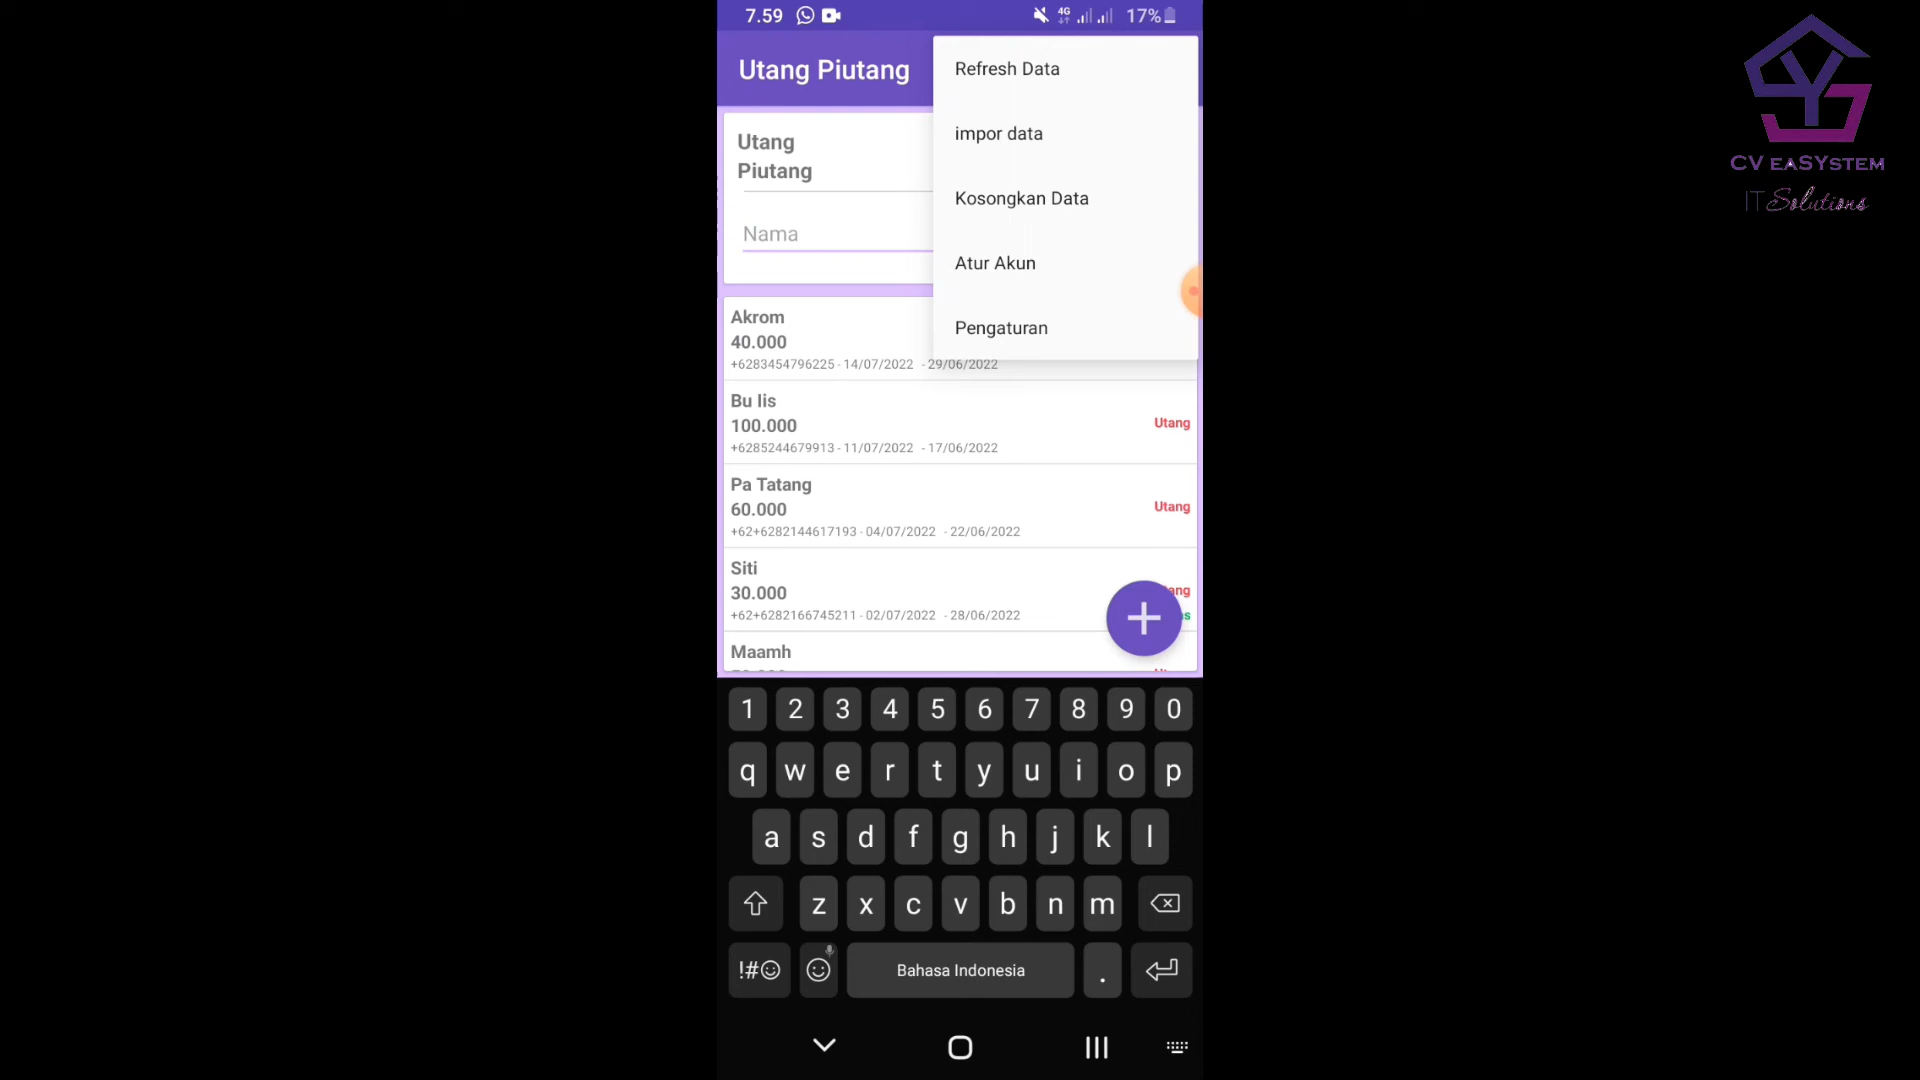 7.59
4G
17%
Utang Piutang
Refresh Data
impor data
Kosongkan Data
Atur Akun
Pengaturan
Utang
Piutang
Nama
Akrom
40.000
+6283454796225 - 14/07/2022 - 29/06/2022
Bu Iis
100.000
Utang
+6285244679913 - 11/07/2022 - 17/06/2022
Pa Tatang
60.000
Utang
+62+6282144617193 - 04/07/2022 - 22/06/2022
Siti
30.000
+62+6282166745211 - 02/07/2022 - 28/06/2022
Maamh
1 2 3 4 5 6 7 8 9 0
q w e r t y u i o p
a s d f g h j k l
z x c v b n m
!#☺ Bahasa Indonesia .
CV eaSYstem
IT Solutions